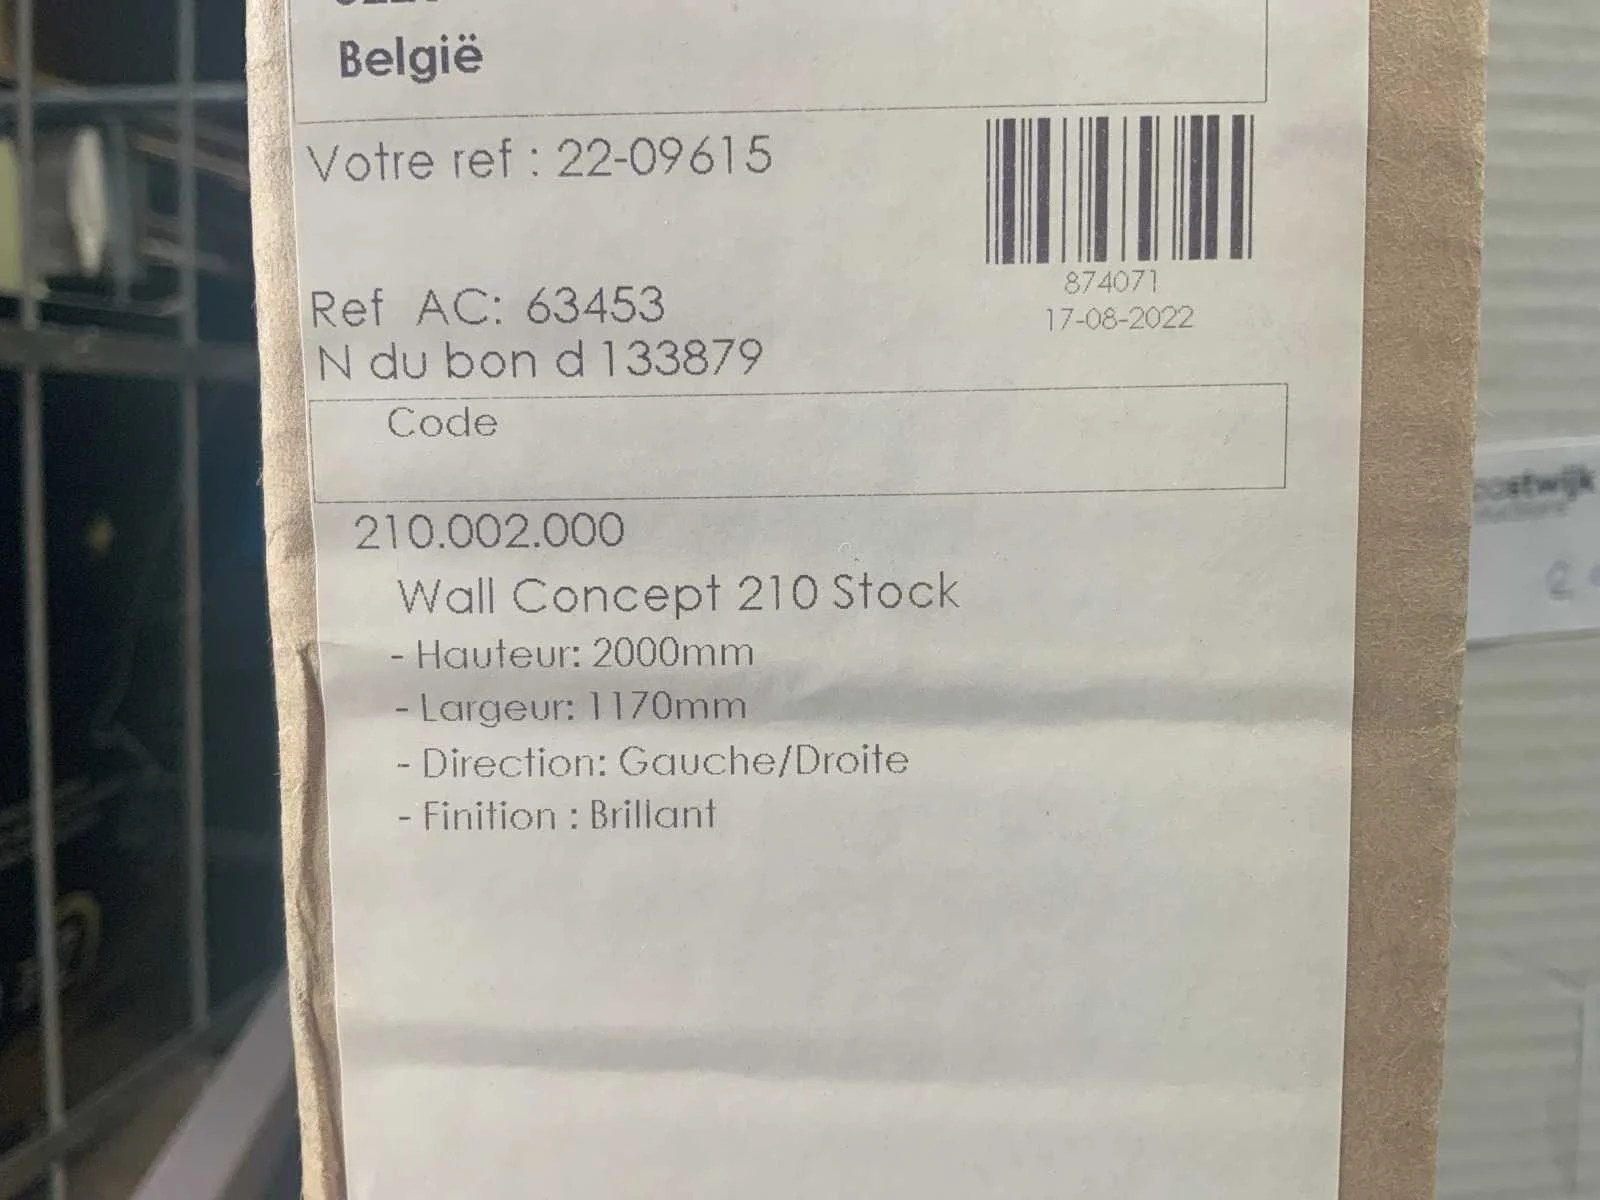 België
Votre ref : 22-09615
874071
17-08-2022
Ref AC: 63453
N du bon d 133879
Code
210.002.000
Wall Concept 210 Stock
- Hauteur: 2000mm
- Largeur: 1170mm
- Direction: Gauche/Droite
- Finition : Brillant